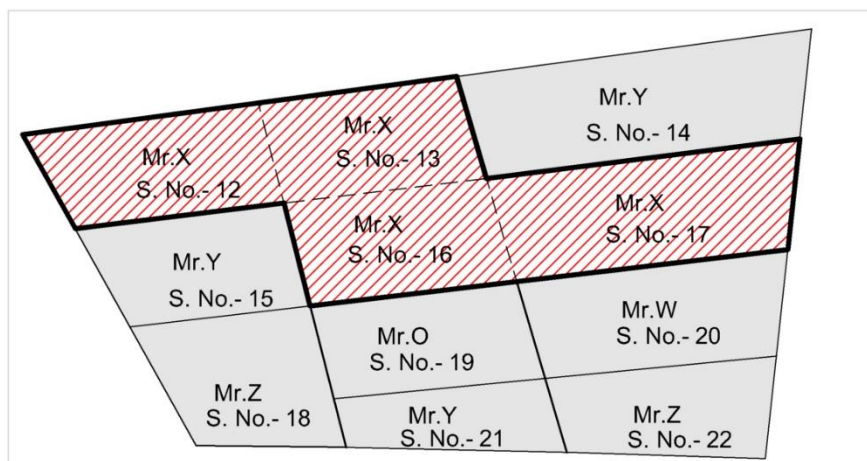 Mr.Y
S. No.- 14
Mr.X
S. No.- 13
Mr.X
S. No.- 12
Mr.X
S. No.- 17
Mr.X
S. No.- 16
Mr.Y
S. No.- 15
Mr.W
S. No.- 20
Mr.O
S. No.- 19
Mr.Z
S. No.- 18
Mr.Y
S. No.- 21
Mr.Z
S. No.- 22